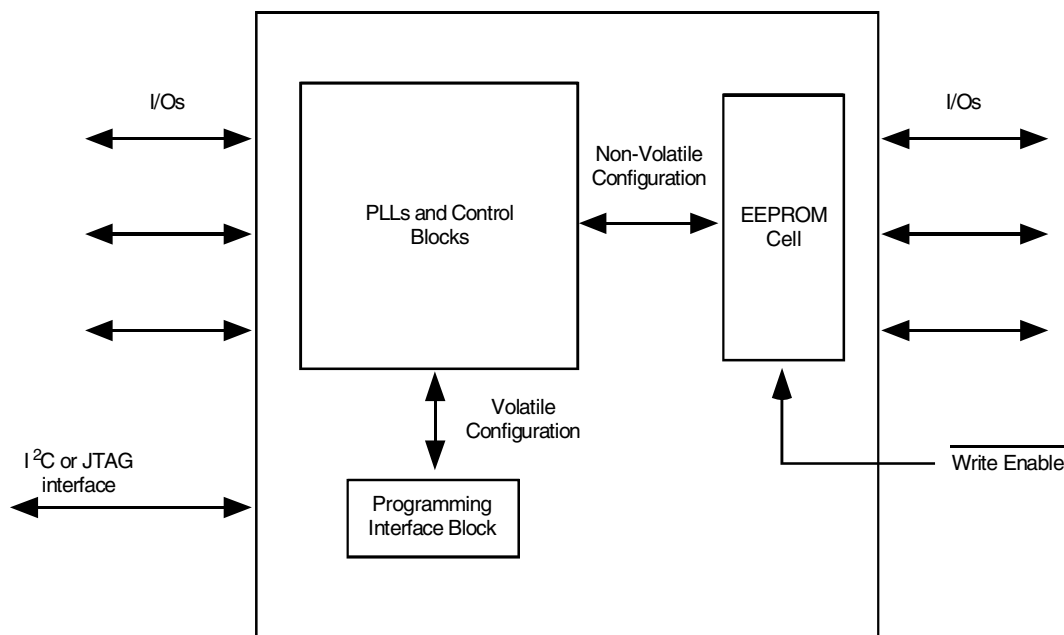 I/Os
I/Os
Non-Volatile
Configuration
PLLs and Control
Blocks
EEPROM
Cell
Volatile
Configuration
I²C or JTAG
interface
Write Enable
Programming
Interface Block